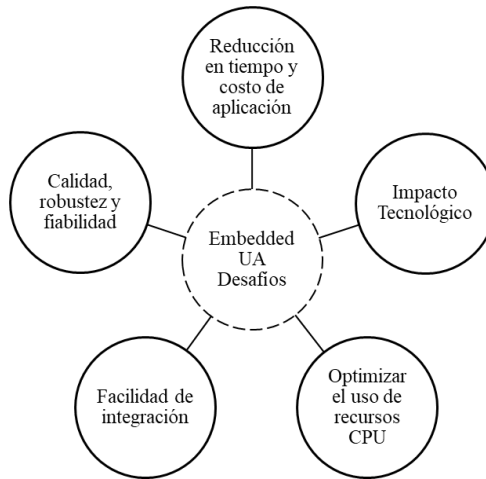 Reducción
en tiempo y
costo de
aplicación
Calidad,
robustez y
fiabilidad
Impacto
Tecnológico
Embedded
UA
Desafíos
Facilidad de
integración
Optimizar
el uso de
recursos
CPU